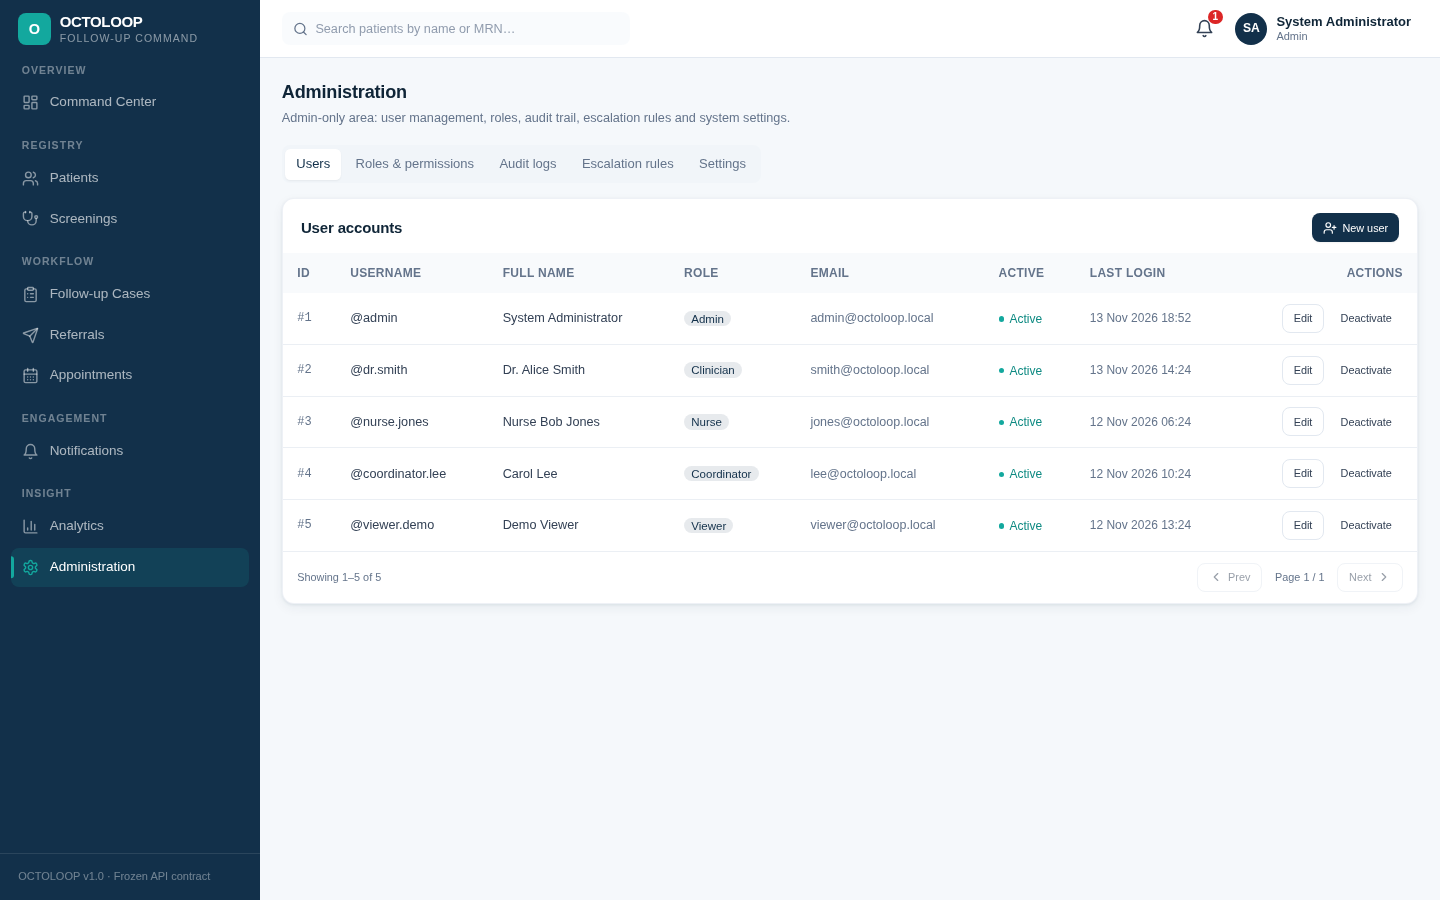 O
OCTOLOOP
FOLLOW-UP COMMAND
OVERVIEW
Command Center
REGISTRY
Patients
Screenings
WORKFLOW
Follow-up Cases
Referrals
Appointments
ENGAGEMENT
Notifications
INSIGHT
Analytics
Administration
OCTOLOOP v1.0 · Frozen API contract
Search patients by name or MRN…
1
SA
System Administrator
Admin
Administration
Admin-only area: user management, roles, audit trail, escalation rules and system settings.
Users Roles & permissions Audit logs Escalation rules Settings
User accounts
New user
ID USERNAME FULL NAME ROLE EMAIL ACTIVE LAST LOGIN ACTIONS
#1 @admin System Administrator Admin admin@octoloop.local Active 13 Nov 2026 18:52 Edit Deactivate
#2 @dr.smith Dr. Alice Smith Clinician smith@octoloop.local Active 13 Nov 2026 14:24 Edit Deactivate
#3 @nurse.jones Nurse Bob Jones Nurse jones@octoloop.local Active 12 Nov 2026 06:24 Edit Deactivate
#4 @coordinator.lee Carol Lee Coordinator lee@octoloop.local Active 12 Nov 2026 10:24 Edit Deactivate
#5 @viewer.demo Demo Viewer Viewer viewer@octoloop.local Active 12 Nov 2026 13:24 Edit Deactivate
Showing 1–5 of 5
Prev Page 1 / 1 Next